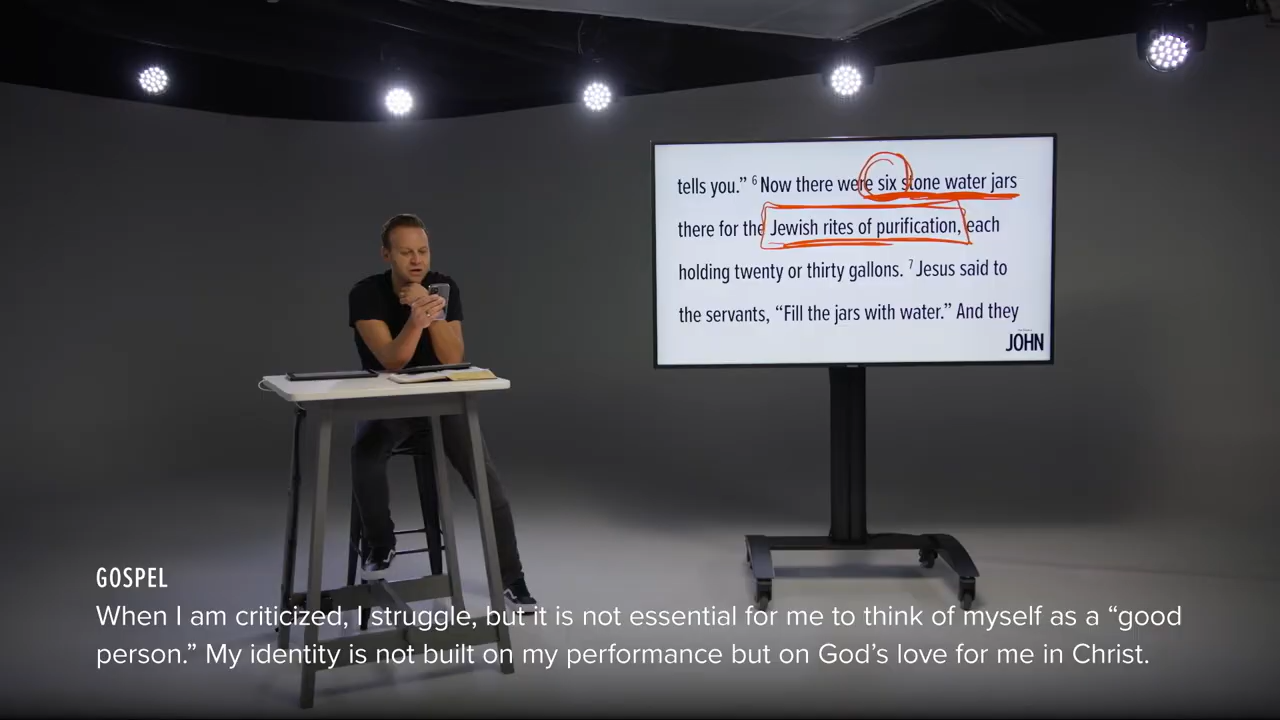 tells you.” ⁶ Now there were six stone water jars
there for the Jewish rites of purification, each
holding twenty or thirty gallons. ⁷ Jesus said to
the servants, “Fill the jars with water.” And they
JOHN
GOSPEL
When I am criticized, I struggle, but it is not essential for me to think of myself as a “good
person.” My identity is not built on my performance but on God’s love for me in Christ.